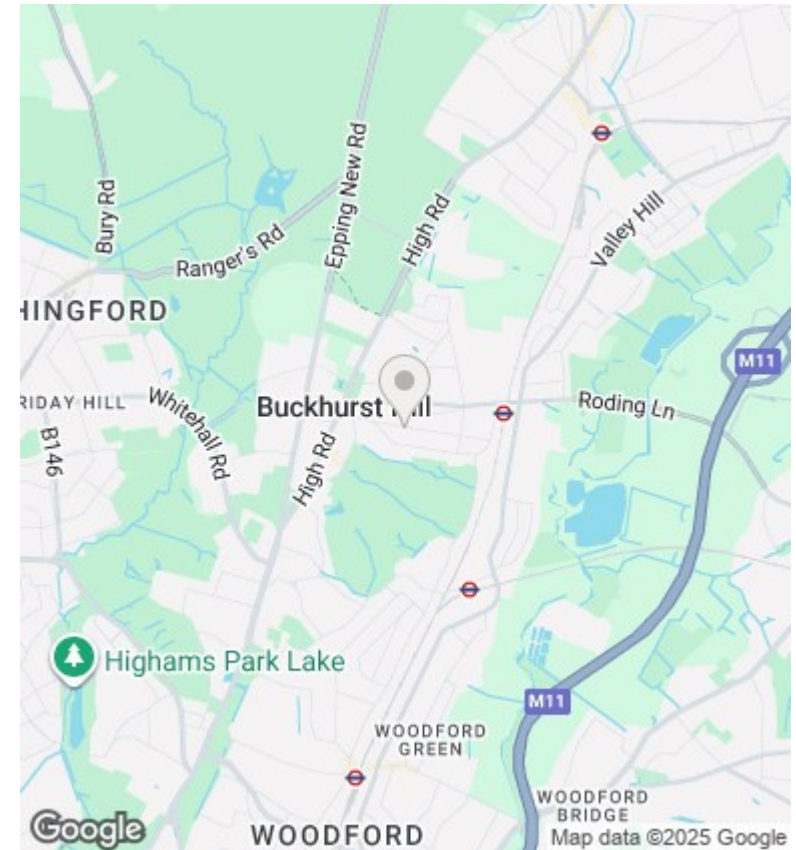 Bury Rd
Epping New Rd
High Rd
Valley Hill
Ranger's Rd
HINGFORD
M11
RIDAY HILL
Whitehall Rd
Buckhurst Hill
Roding Ln
B146
High Rd
Highams Park Lake
M11
WOODFORD
GREEN
WOODFORD
BRIDGE
WOODFORD
Google
Map data ©2025 Google